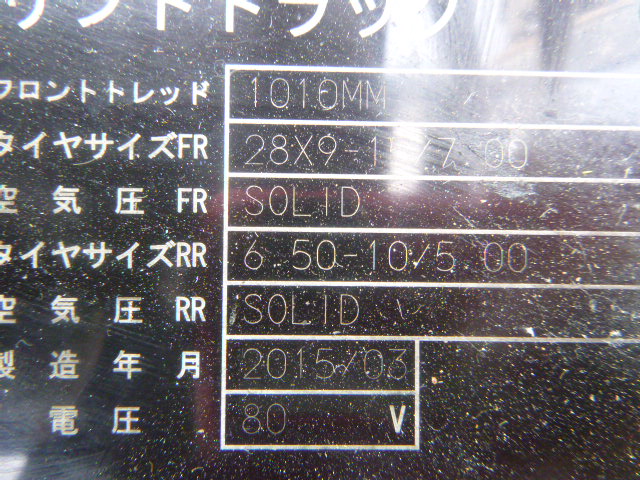 フロントトレッド 1010MM
タイヤサイズFR 28X9-15/7.00
空気圧 FR SOLID
タイヤサイズRR 6.50-10/5.00
空気圧 RR SOLID
製造年月 2015/03
電圧 80 V